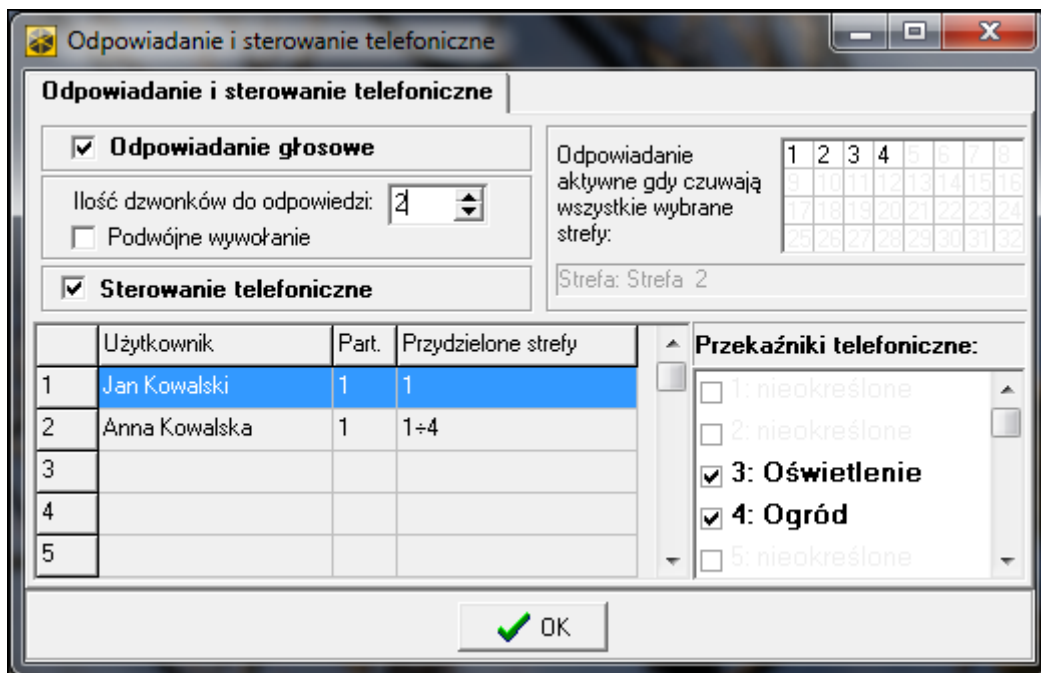 Odpowiadanie i sterowanie telefoniczne
Odpowiadanie i sterowanie telefoniczne
Odpowiadanie głosowe
Ilość dzwonków do odpowiedzi: 2
Podwójne wywołanie
Sterowanie telefoniczne
Odpowiadanie
aktywne gdy czuwają
wszystkie wybrane
strefy:
1 2 3 4 5 6 7 8
9 10 11 12 13 14 15 16
17 18 19 20 21 22 23 24
25 26 27 28 29 30 31 32
Strefa: Strefa 2
Użytkownik Part. Przydzielone strefy
1 Jan Kowalski 1 1
2 Anna Kowalska 1 1÷4
3
4
5
Przekaźniki telefoniczne:
1: nieokreślone
2: nieokreślone
3: Oświetlenie
4: Ogród
5: nieokreślone
OK